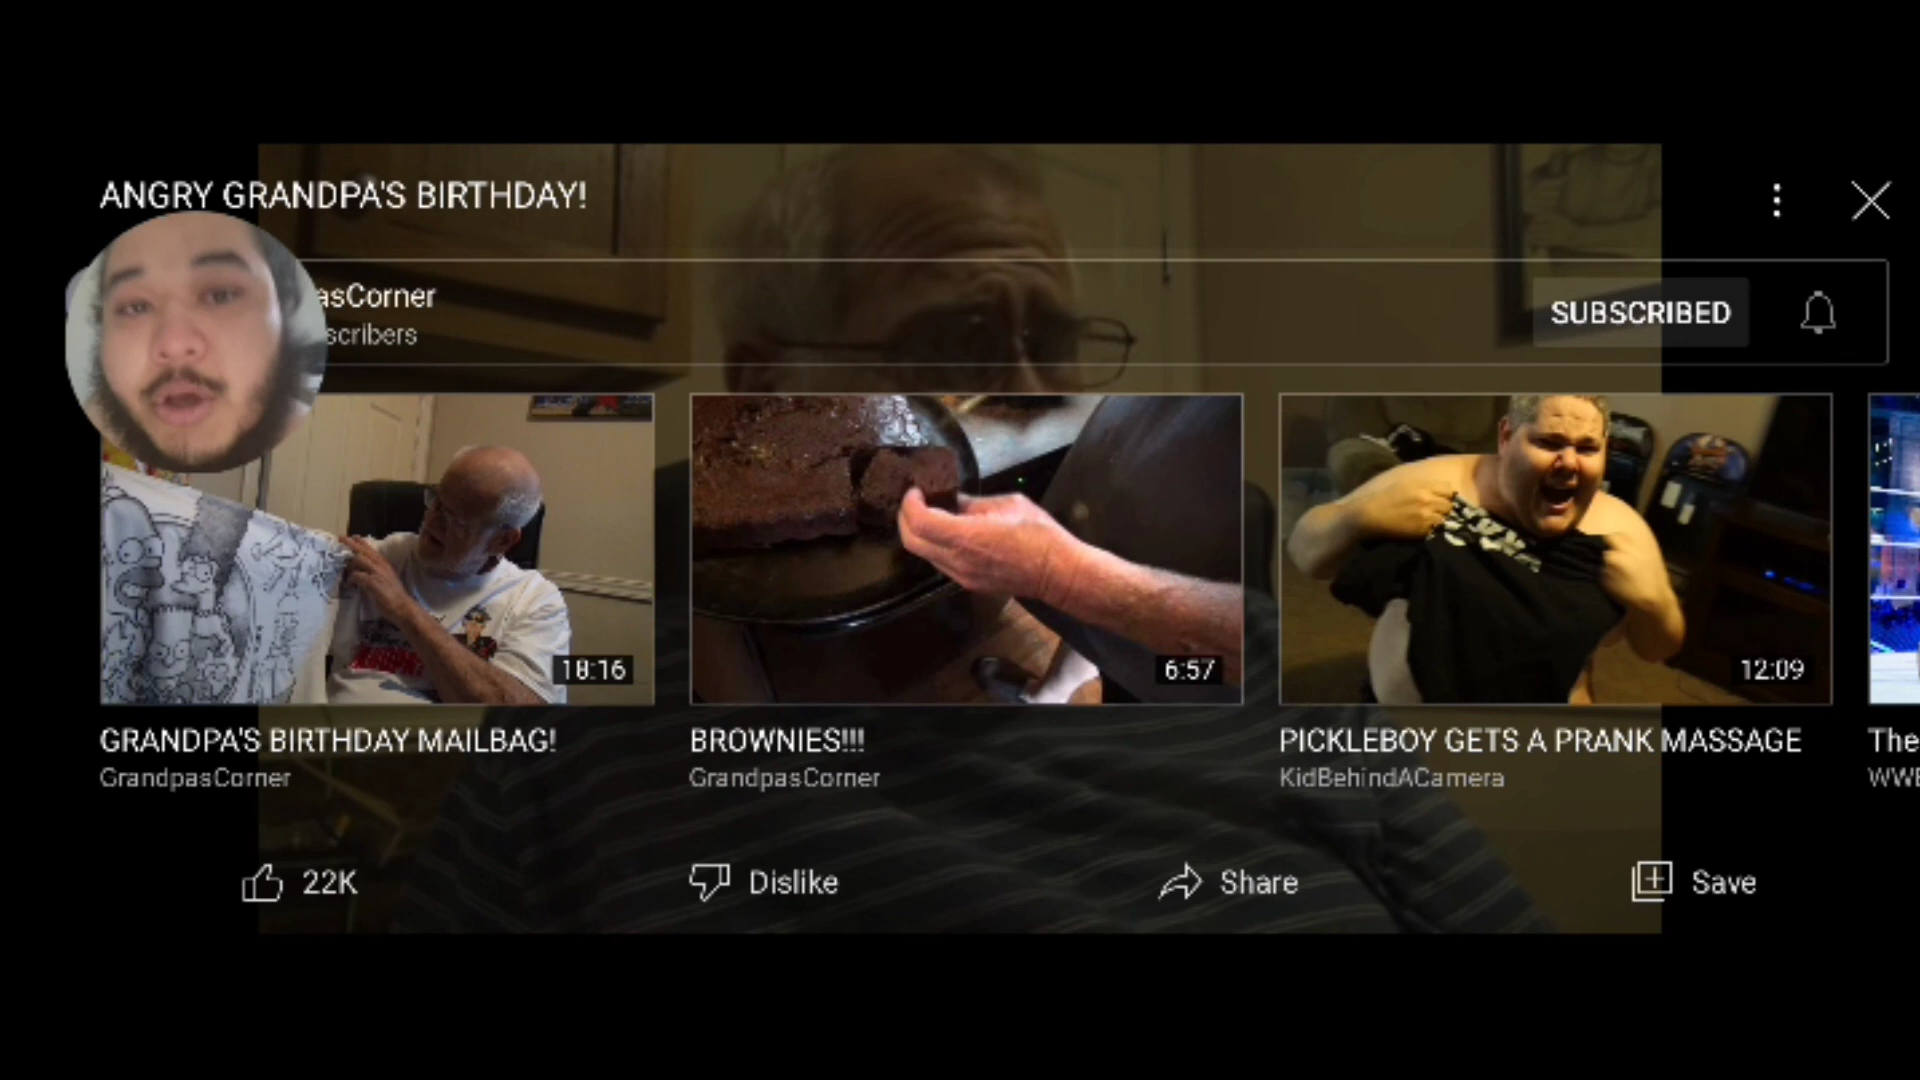 ANGRY GRANDPA'S BIRTHDAY!
asCorner
scribers
SUBSCRIBED
18:16
6:57
12:09
GRANDPA'S BIRTHDAY MAILBAG!
GrandpasCorner
BROWNIES!!!
GrandpasCorner
PICKLEBOY GETS A PRANK MASSAGE
KidBehindACamera
The
WWE
22K
Dislike
Share
Save